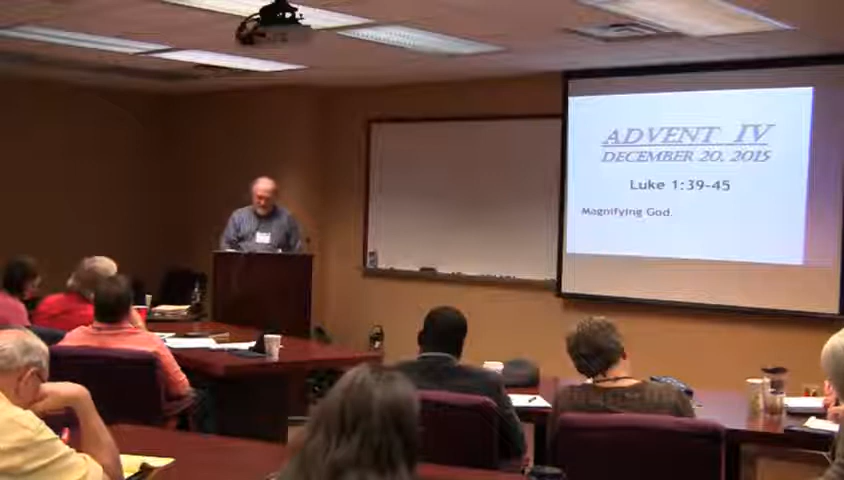 ADVENT IV
DECEMBER 20, 2015
Luke 1:39-45
Magnifying God.